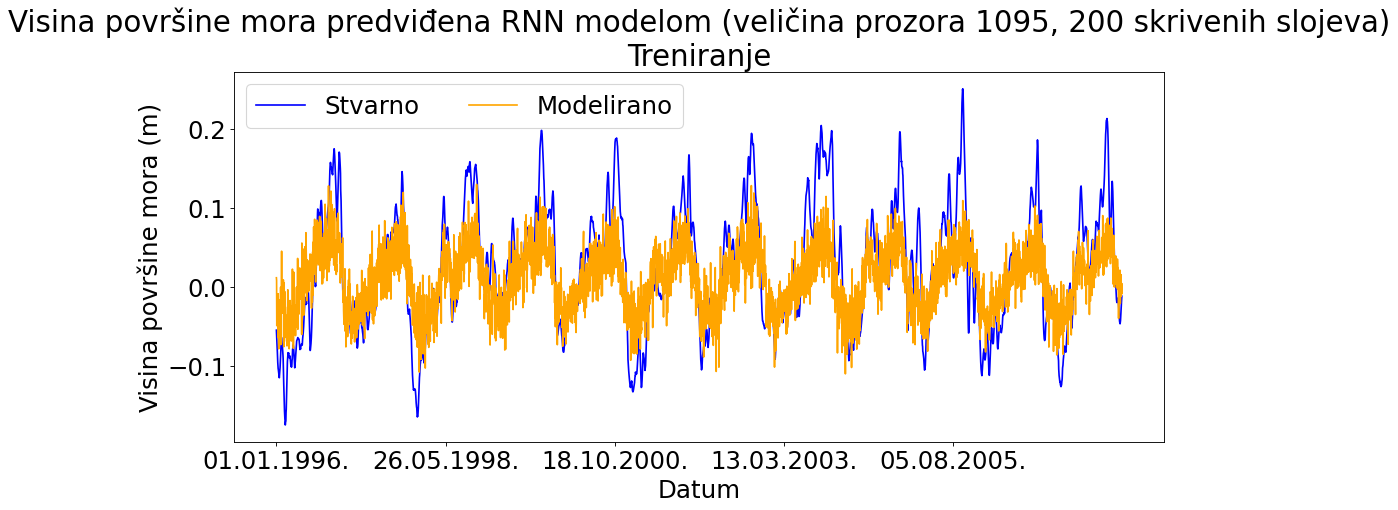 Visina površine mora predviđena RNN modelom (veličina prozora 1095, 200 skrivenih slojeva)
Treniranje
Stvarno Modelirano
Visina površine mora (m)
0.2
0.1
0.0
−0.1
01.01.1996. 26.05.1998. 18.10.2000. 13.03.2003. 05.08.2005.
Datum